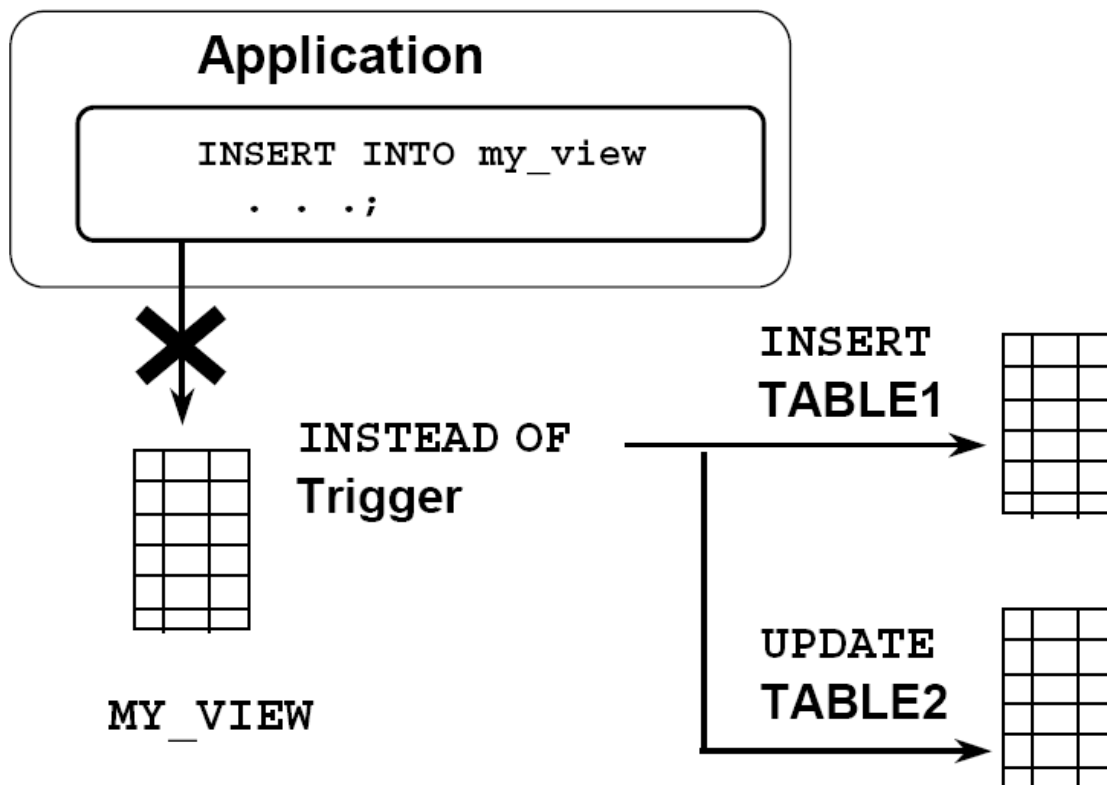 Application
INSERT INTO my_view
. . .;
INSTEAD OF
Trigger
INSERT
TABLE1
UPDATE
TABLE2
MY_VIEW